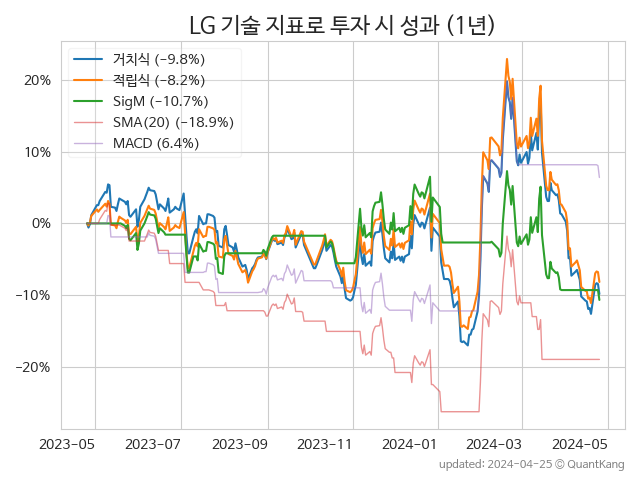 LG 기술 지표로 투자 시 성과 (1년)
거치식 (−9.8%)
적립식 (−8.2%)
SigM (−10.7%)
SMA(20) (−18.9%)
MACD (6.4%)
20%
10%
0%
−10%
−20%
2023-05 2023-07 2023-09 2023-11 2024-01 2024-03 2024-05
updated: 2024-04-25 © QuantKang